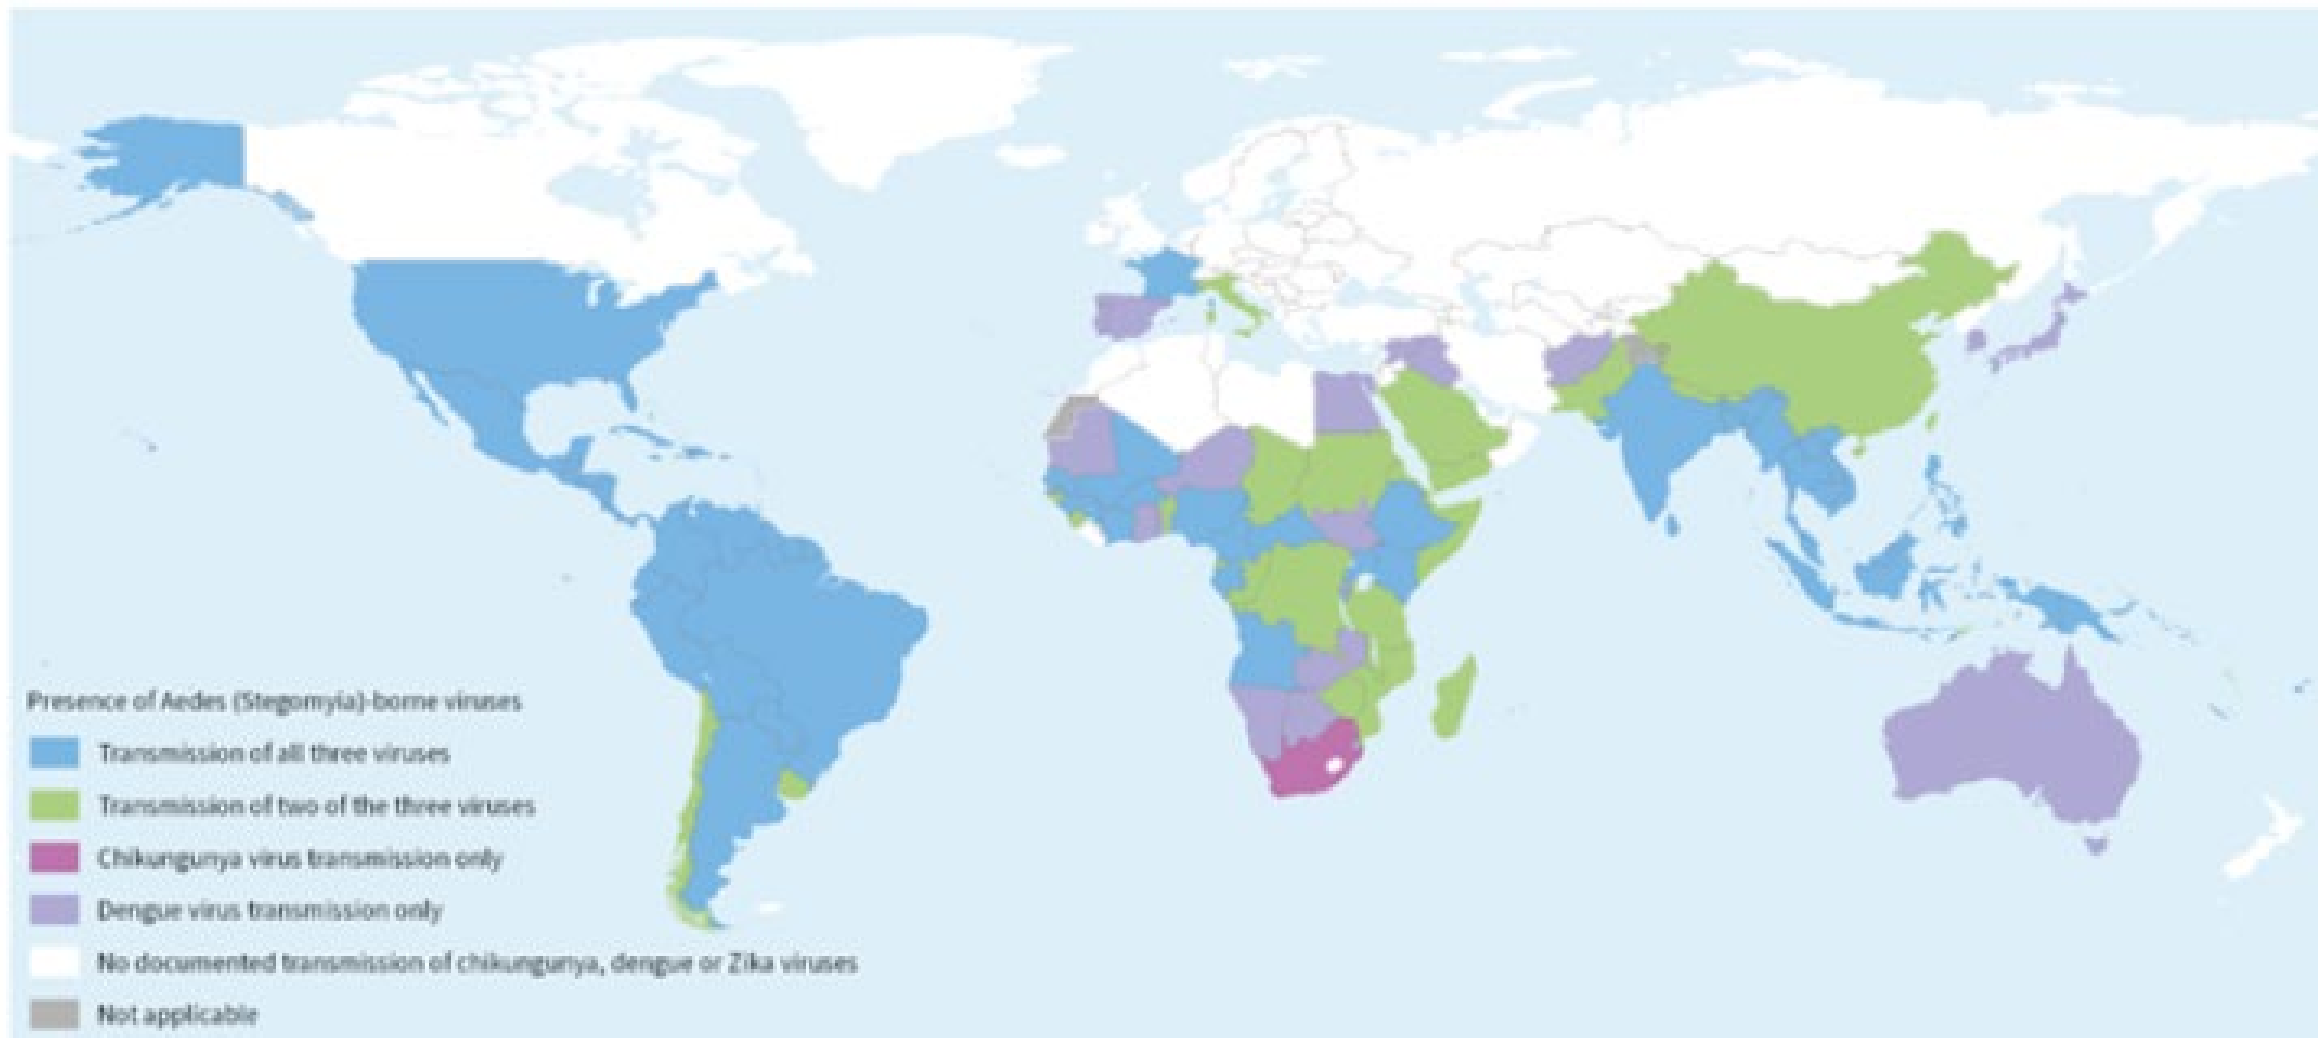 Presence of Aedes (Stegomyia)-borne viruses
Transmission of all three viruses
Transmission of two of the three viruses
Chikungunya virus transmission only
Dengue virus transmission only
No documented transmission of chikungunya, dengue or Zika viruses
Not applicable